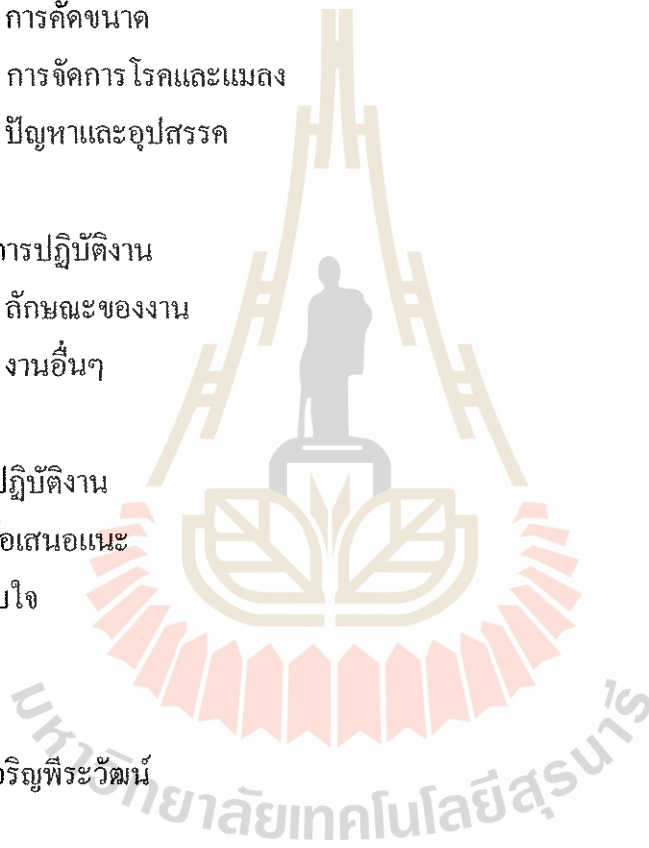 การคัดขนาด
การจัดการโรคและแมลง
ปัญหาและอุปสรรค
การปฏิบัติงาน
ลักษณะของงาน
งานอื่นๆ
ปฏิบัติงาน
อเสนอแนะ
บใจ
จริญพีระวัฒน์
มหาวิทยาลัยเทคโนโลยีสุรนารี